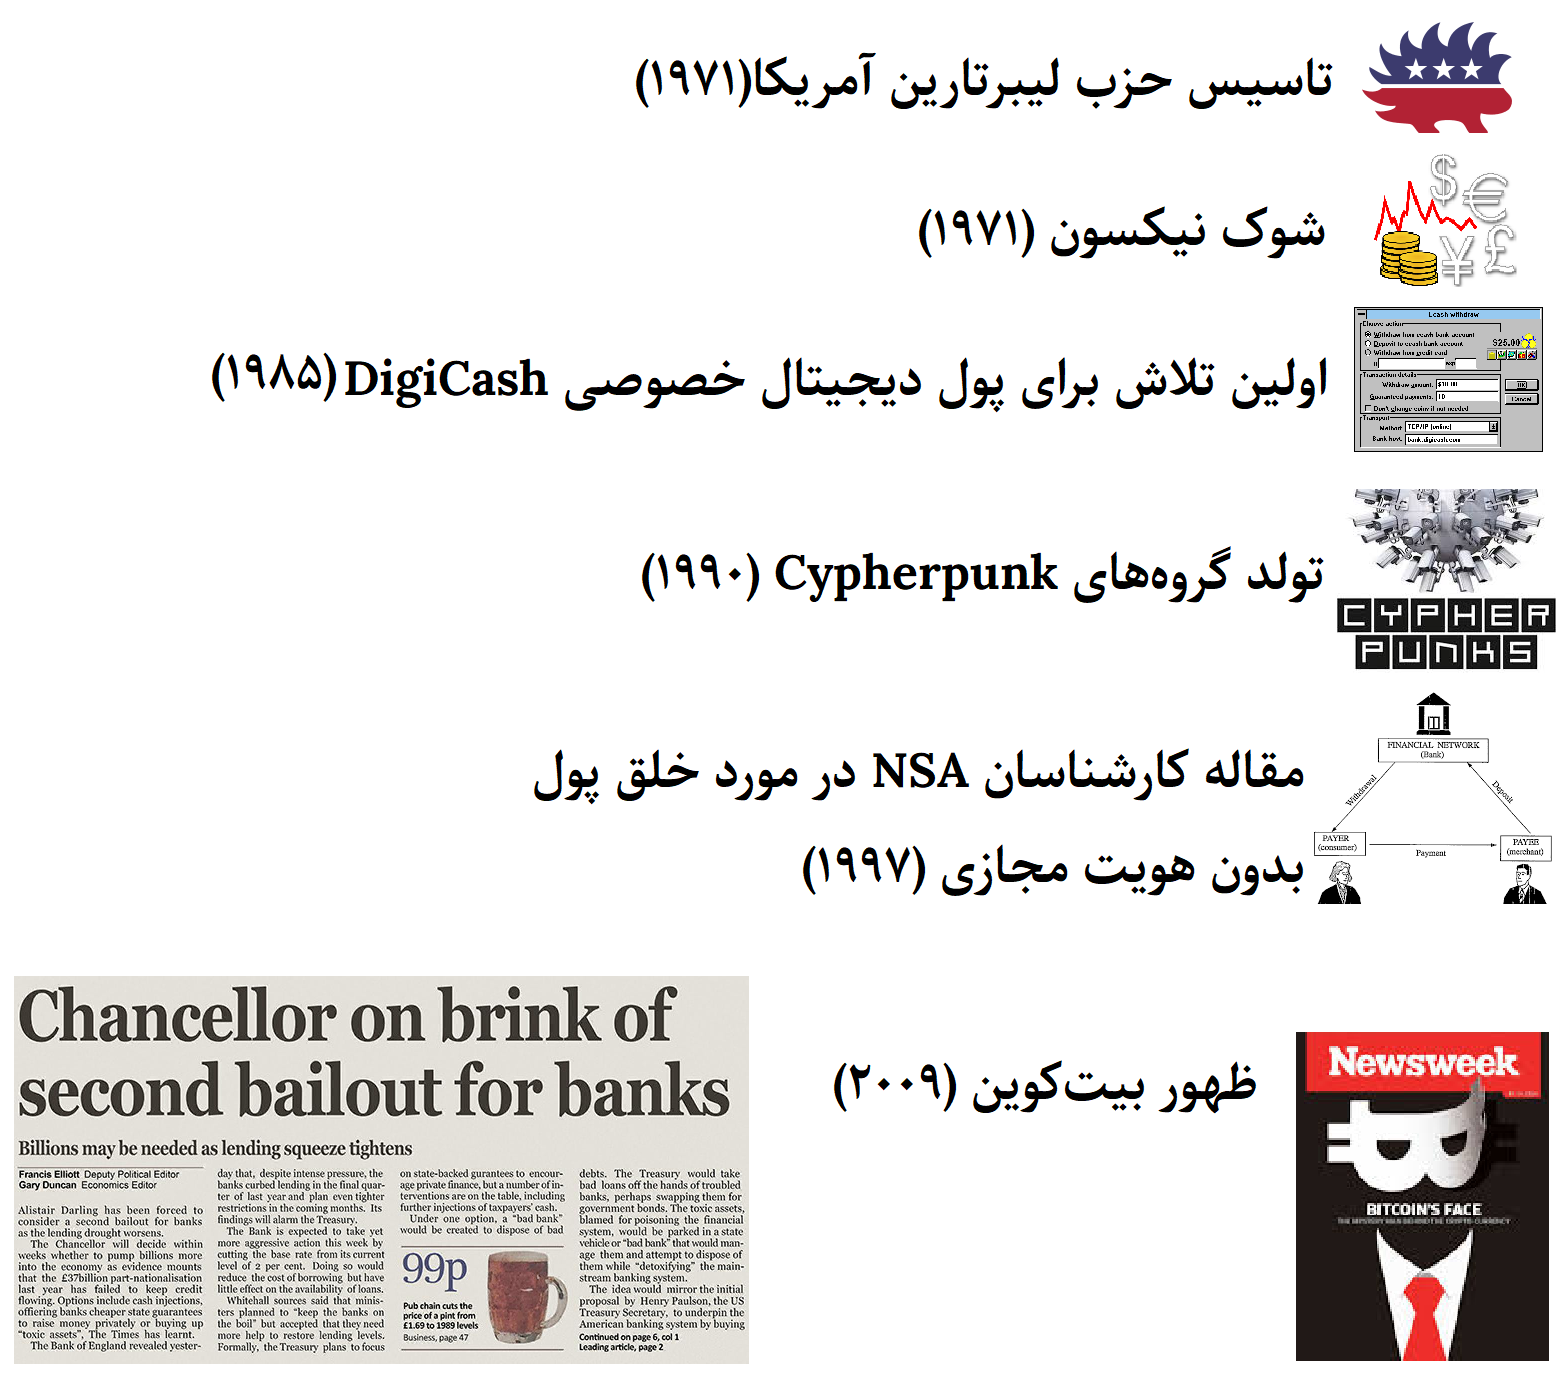 تاسیس حزب لیبرتارین آمریکا(۱۹۷۱)
شوک نیکسون (۱۹۷۱)
اولین تلاش برای پول دیجیتال خصوصی DigiCash (۱۹۸۵)
Ecash withdraw
Choose action
Withdraw from ecash bank account
Deposit to ecash bank account
Withdraw from credit card
$25.00
Transaction details
Withdraw amount:
Guaranteed payments: 10
Don't change coins if not needed
OK
Cancel
Transport
Method: TCP/IP (online)
Bank host: bank.digicash.com
تولد گروه‌های Cypherpunk (۱۹۹۰)
CYPHER
PUNKS
مقاله کارشناسان NSA در مورد خلق پول
بدون هویت مجازی (۱۹۹۷)
FINANCIAL NETWORK
(Bank)
Withdrawal
Deposit
PAYER
(consumer)
Payment
PAYEE
(merchant)
ظهور بیت‌کوین (۲۰۰۹)
Newsweek
BITCOIN'S FACE
THE MYSTERY MAN BEHIND THE CRYPTO-CURRENCY
Chancellor on brink of
second bailout for banks
Billions may be needed as lending squeeze tightens
Francis Elliott Deputy Political Editor
Gary Duncan Economics Editor
Alistair Darling has been forced to
consider a second bailout for banks
as the lending drought worsens.
The Chancellor will decide within
weeks whether to pump billions more
into the economy as evidence mounts
that the £37billion part-nationalisation
last year has failed to keep credit
flowing. Options include cash injections,
offering banks cheaper state guarantees
to raise money privately or buying up
“toxic assets”, The Times has learnt.
The Bank of England revealed yester-
day that, despite intense pressure, the
banks curbed lending in the final quar-
ter of last year and plan even tighter
restrictions in the coming months. Its
findings will alarm the Treasury.
The Bank is expected to take yet
more aggressive action this week by
cutting the base rate from its current
level of 2 per cent. Doing so would
reduce the cost of borrowing but have
little effect on the availability of loans.
Whitehall sources said that minis-
ters planned to “keep the banks on
the boil” but accepted that they need
more help to restore lending levels.
Formally, the Treasury plans to focus
on state-backed gurantees to encour-
age private finance, but a number of in-
terventions are on the table, including
further injections of taxpayers' cash.
Under one option, a “bad bank”
would be created to dispose of bad
99p
Pub chain cuts the
price of a pint from
£1.69 to 1989 levels
Business, page 47
debts. The Treasury would take
bad loans off the hands of troubled
banks, perhaps swapping them for
government bonds. The toxic assets,
blamed for poisoning the financial
system, would be parked in a state
vehicle or “bad bank” that would man-
age them and attempt to dispose of
them while “detoxifying” the main-
stream banking system.
The idea would mirror the initial
proposal by Henry Paulson, the US
Treasury Secretary, to underpin the
American banking system by buying
Continued on page 6, col 1
Leading article, page 2